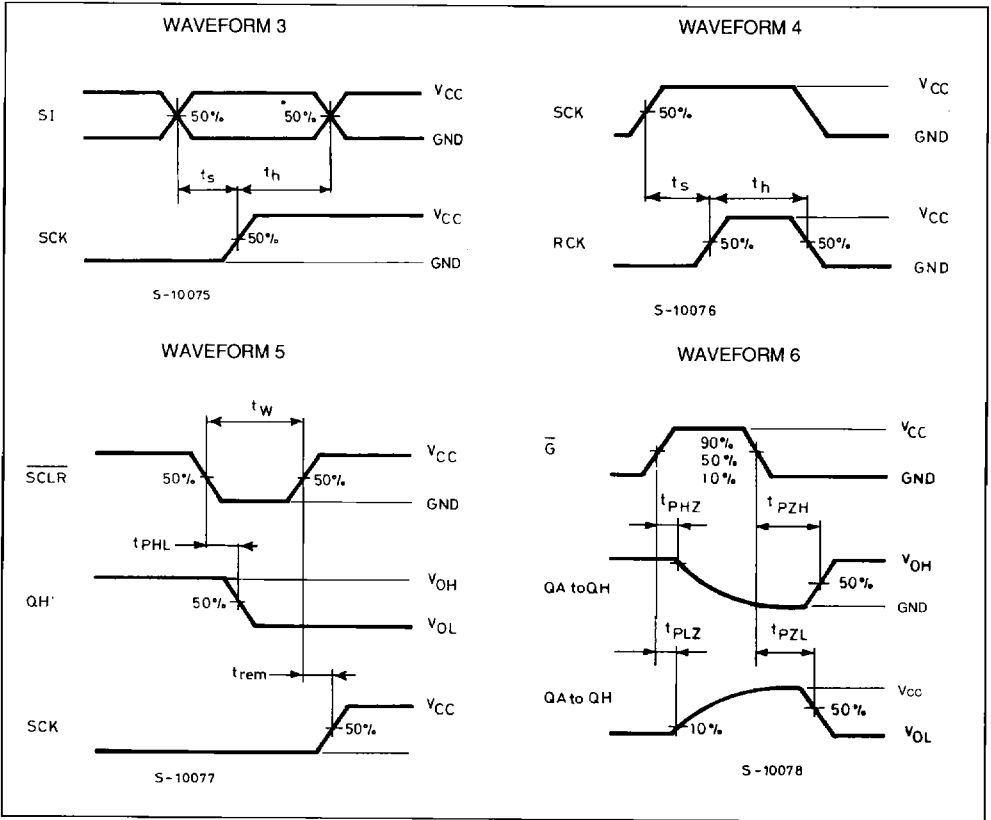 WAVEFORM 3
SI
50%
50%
VCC
GND
ts
th
SCK
50%
VCC
GND
S-10075
WAVEFORM 4
SCK
50%
VCC
GND
ts
th
RCK
50%
50%
VCC
GND
S-10076
WAVEFORM 5
tW
SCLR
50%
50%
VCC
GND
tPHL
QH'
50%
VOH
VOL
trem
SCK
50%
VCC
S-10077
WAVEFORM 6
G
90%
50%
10%
VCC
GND
tPHZ
tPZH
QA to QH
50%
VOH
GND
tPLZ
tPZL
QA to QH
10%
50%
VCC
VOL
S-10078